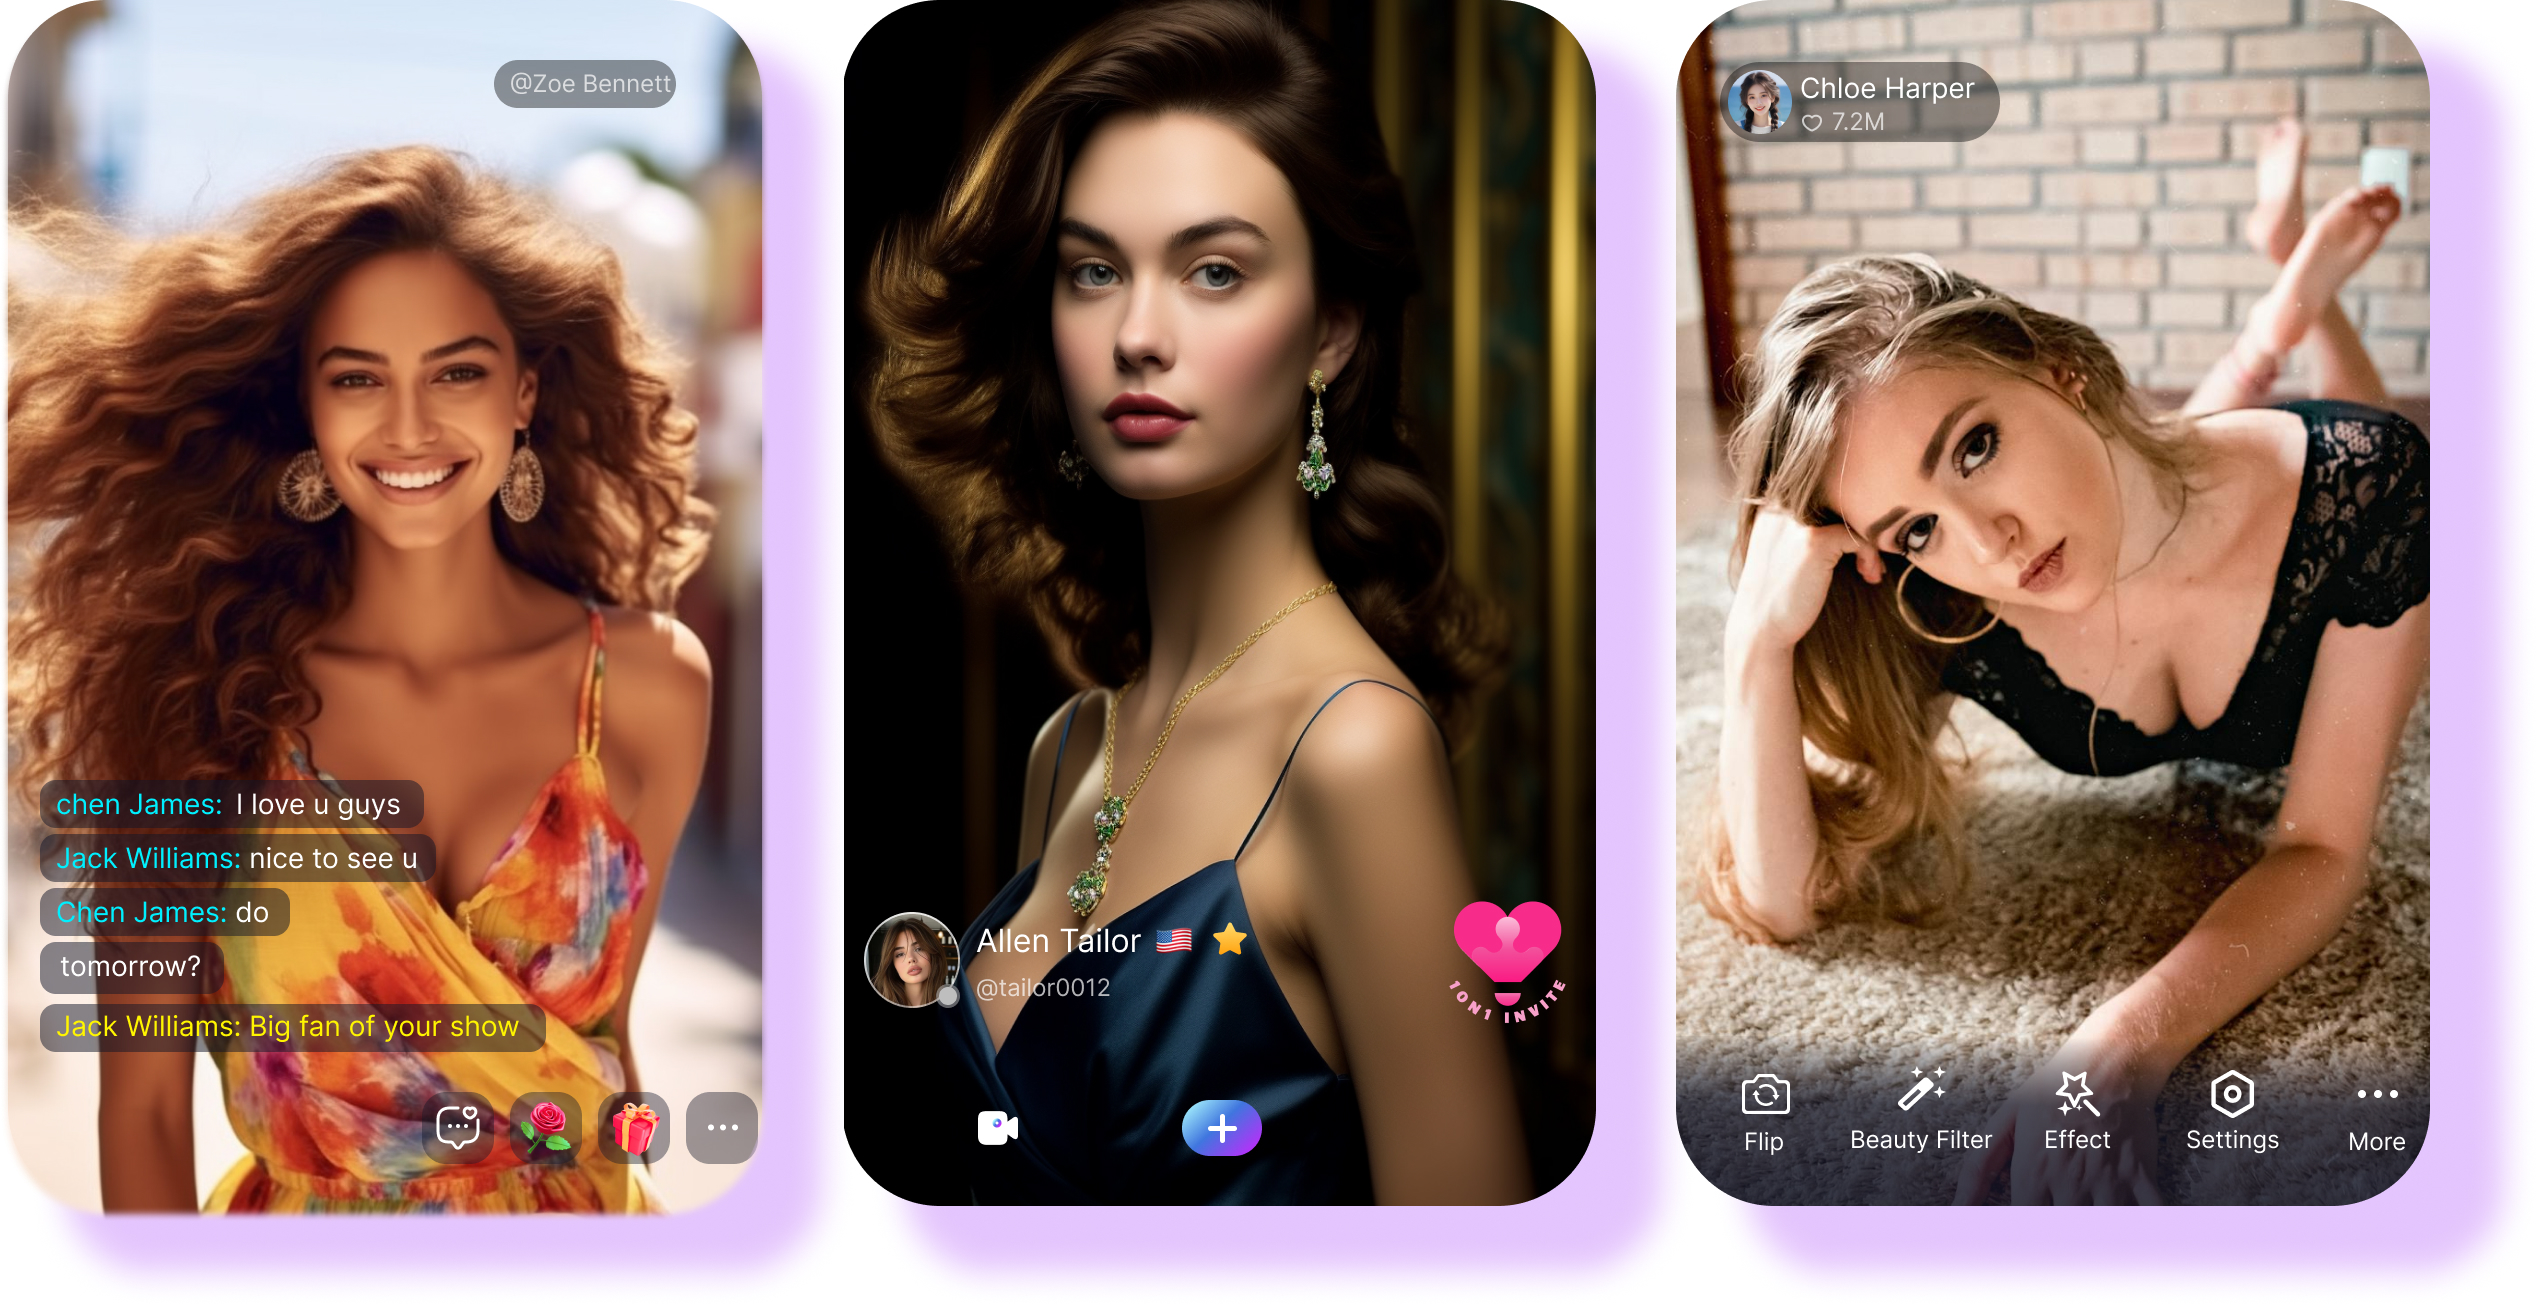 @Zoe Bennett
chen James: I love u guys
Jack Williams: nice to see u
Chen James: do
tomorrow?
Jack Williams: Big fan of your show
Allen Tailor
@tailor0012
1ON1 INVITE
Chloe Harper
7.2M
Flip
Beauty Filter
Effect
Settings
More